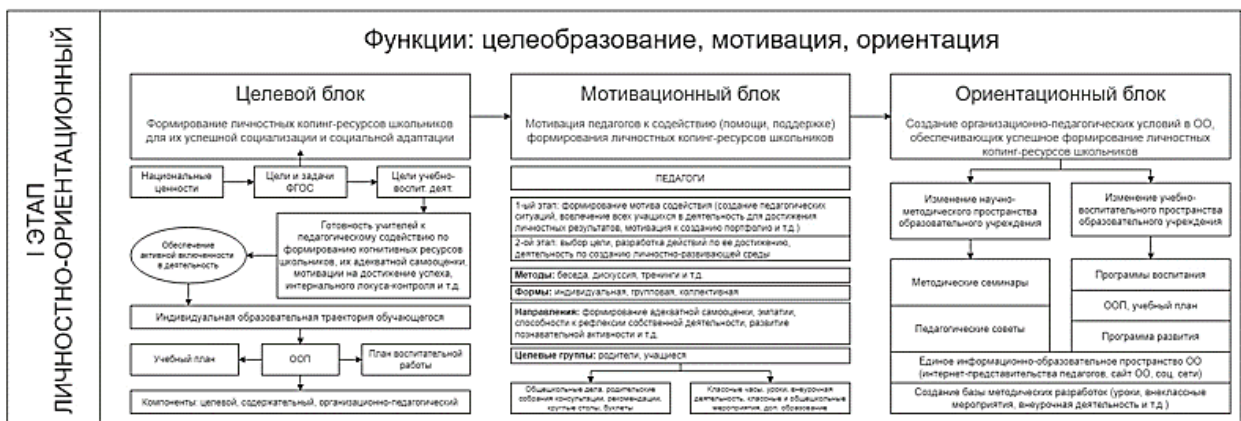 I ЭТАП
ЛИЧНОСТНО-ОРИЕНТАЦИОННЫЙ
Функции: целеобразование, мотивация, ориентация
Целевой блок
Формирование личностных копинг-ресурсов школьников
для их успешной социализации и социальной адаптации
Национальные
ценности
Цели и задачи
ФГОС
Цели учебно-
воспит. деят.
Обеспечение
активной включенности
в деятельность
Готовность учителей к
педагогическому содействию по
формированию когнитивных ресурсов
школьников, их адекватной самооценки,
мотивации на достижение успеха,
интернального локуса-контроля и т.д.
Индивидуальная образовательная траектория обучающегося
Учебный план
ООП
План воспитательной
работы
Компоненты: целевой, содержательный, организационно-педагогический
Мотивационный блок
Мотивация педагогов к содействию (помощи, поддержке)
формирования личностных копинг-ресурсов школьников
ПЕДАГОГИ
1-ый этап: формирование мотива содействия (создание педагогических
ситуаций, вовлечение всех учащихся в деятельность для достижения
личностных результатов, мотивация к созданию портфолио и т.д.)
2-ой этап: выбор цели, разработка действий по ее достижению,
деятельность по созданию личностно-развивающей среды
Методы: беседа, дискуссия, тренинги и т.д.
Формы: индивидуальная, групповая, коллективная
Направления: формирование адекватной самооценки, эмпатии,
способности к рефлексии собственной деятельности, развитие
познавательной активности и т.д.
Целевые группы: родители, учащиеся
Общешкольные дела, родительские
собрания консультации, рекомендации,
круглые столы, буклеты
Классные часы, уроки, внеурочная
деятельность, классные и общешкольные
мероприятия, доп. образование
Ориентационный блок
Создание организационно-педагогических условий в ОО,
обеспечивающих успешное формирование личностных
копинг-ресурсов школьников
Изменение научно-
методического пространства
образовательного учреждения
Изменение учебно-
воспитательного пространства
образовательного учреждения
Методические семинары
Педагогические советы
Программы воспитания
ООП, учебный план
Программа развития
Единое информационно-образовательное пространство ОО
(интернет-представительства педагогов, сайт ОО, соц. сети)
Создание базы методических разработок (уроки, внеклассные
мероприятия, внеурочная деятельность и т.д.)